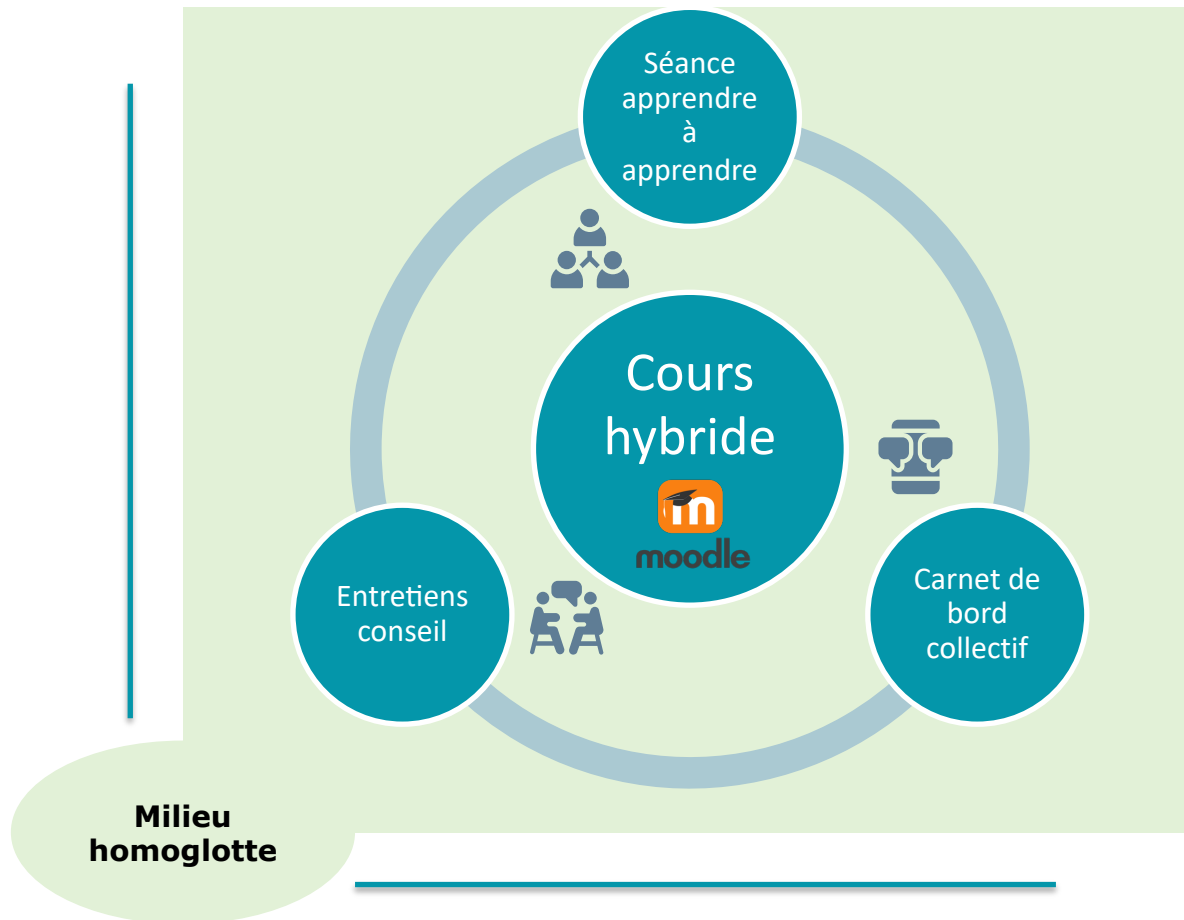 Séance
apprendre
à
apprendre
Cours
hybride
moodle
Entretiens
conseil
Carnet de
bord
collectif
Milieu
homoglotte